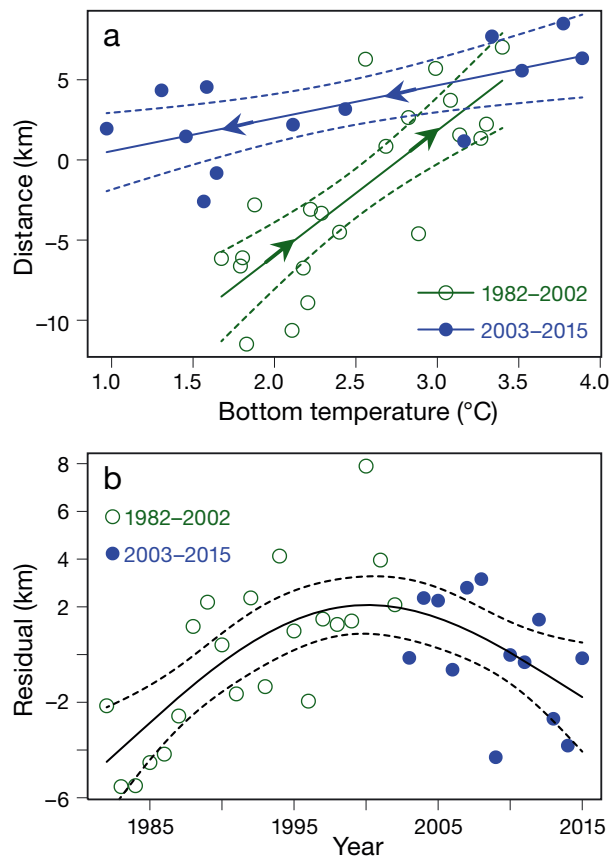 a
Distance (km)
5
0
−5
−10
1982–2002
2003–2015
1.0 1.5 2.0 2.5 3.0 3.5 4.0
Bottom temperature (°C)
b
Residual (km)
8
6
4
2
−2
−6
1982–2002
2003–2015
1985 1995 2005 2015
Year